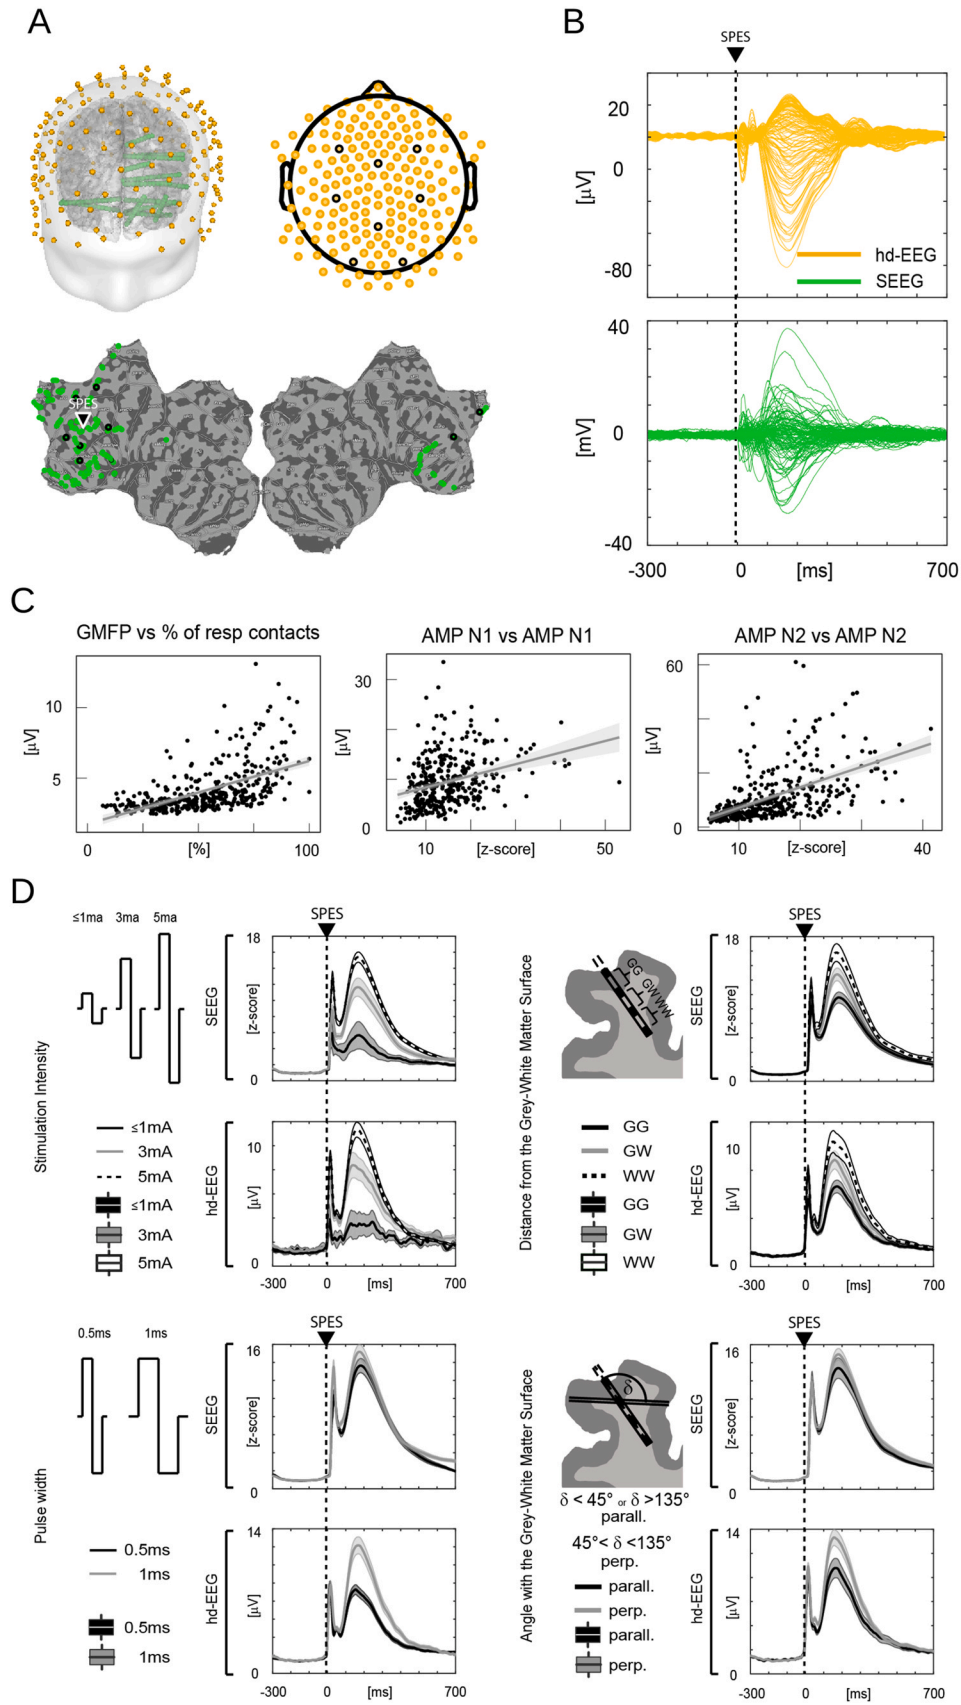 A
B
SPES
20
0
[µV]
-80
hd-EEG
SEEG
40
0
[mV]
-40
-300 0 [ms] 700
SPES
C
GMFP vs % of resp contacts
10
5
[µV]
0 [%] 100
AMP N1 vs AMP N1
30
[µV]
0
10 [z-score] 50
AMP N2 vs AMP N2
60
[µV]
0
10 [z-score] 40
D
Stimulation Intensity
≤1ma 3ma 5ma
≤1mA
3mA
5mA
≤1mA
3mA
5mA
SPES
SEEG
[z-score]
18
0
hd-EEG
[µV]
10
0
-300 0 [ms] 700
Distance from the Grey-White Matter Surface
GG
GW
WW
GG
GW
WW
GG
GW
WW
SPES
SEEG
[z-score]
18
0
hd-EEG
[µV]
10
0
-300 0 [ms] 700
Pulse width
0.5ms 1ms
0.5ms
1ms
0.5ms
1ms
SPES
SEEG
[z-score]
16
0
hd-EEG
[µV]
14
0
-300 0 [ms] 700
Angle with the Grey-White Matter Surface
δ
δ < 45° or δ >135°
parall.
45°< δ <135°
perp.
parall.
perp.
parall.
perp.
SPES
SEEG
[z-score]
16
0
hd-EEG
[µV]
14
0
-300 0 [ms] 700